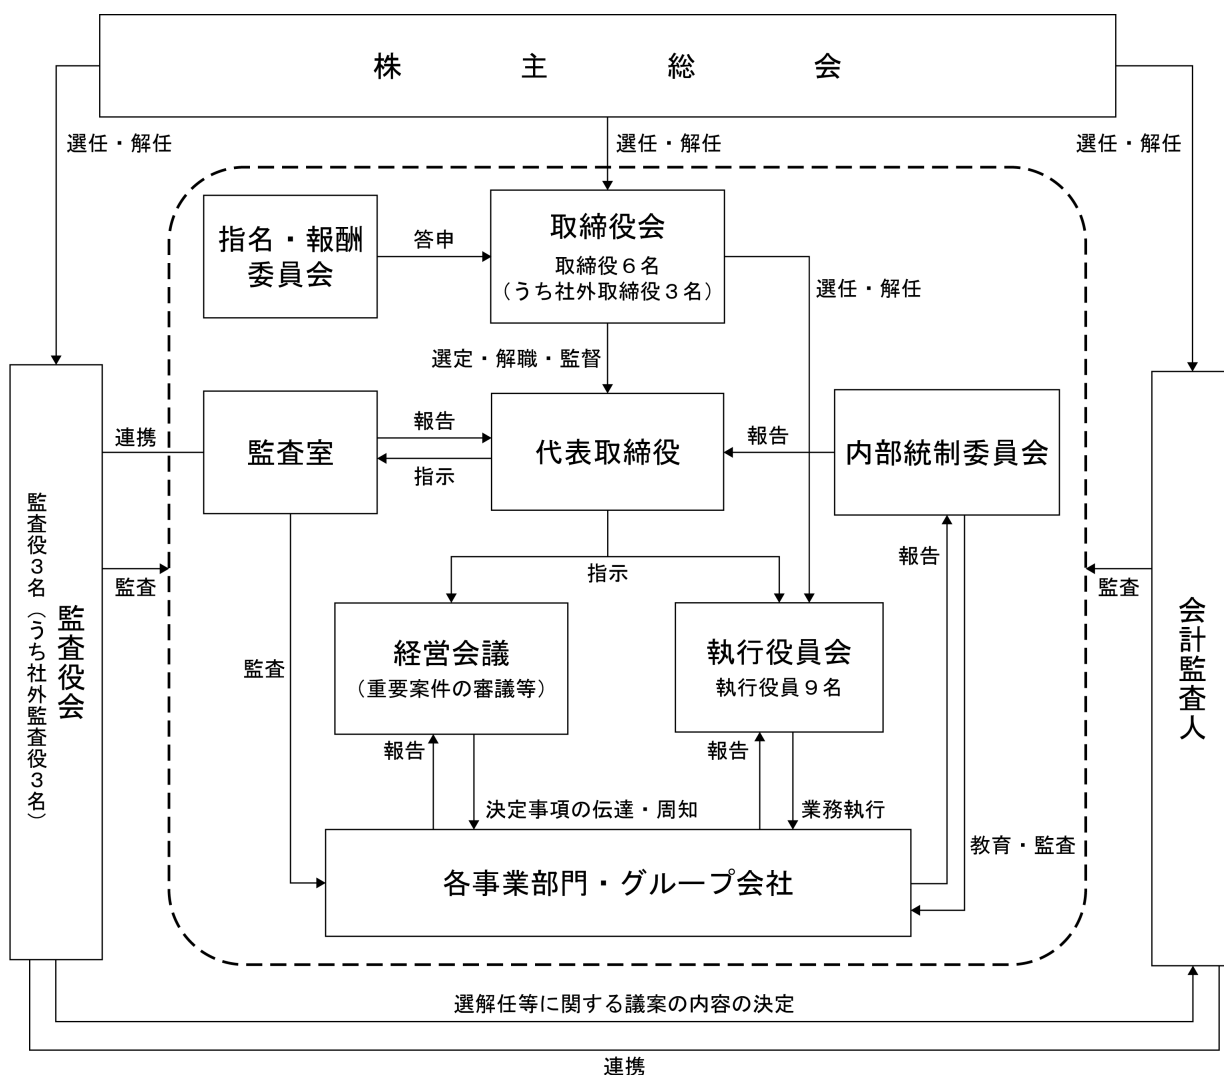 株主総会
選任・解任
選任・解任
選任・解任
指名・報酬
委員会
答申
取締役会
取締役６名
（うち社外取締役３名）
選任・解任
選定・解職・監督
連携
監査室
報告
指示
代表取締役
報告
内部統制委員会
監査役会
監査役３名（うち社外監査役３名）
監査
指示
報告
監査
会計監査人
監査
経営会議
（重要案件の審議等）
執行役員会
執行役員９名
報告
決定事項の伝達・周知
報告
業務執行
教育・監査
各事業部門・グループ会社
選解任等に関する議案の内容の決定
連携